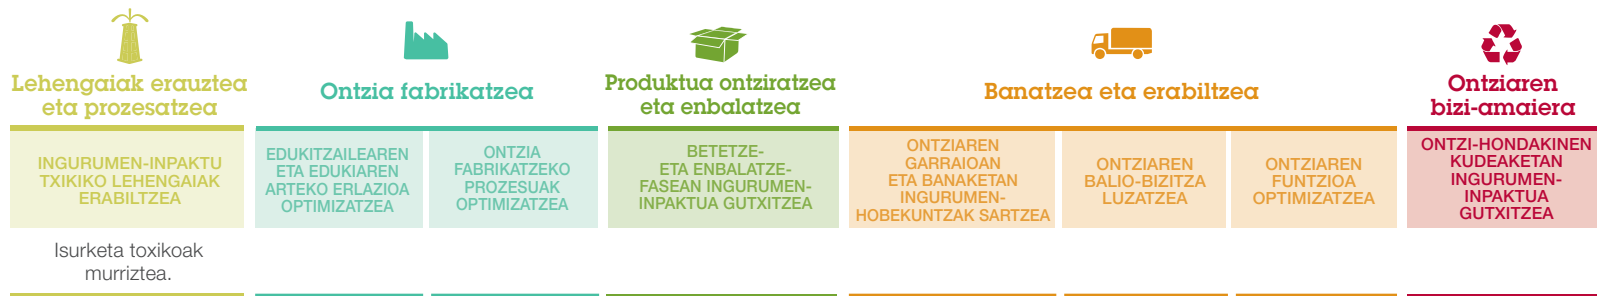 Lehengaiak erauztea
eta prozesatzea
Ontzia fabrikatzea
Produktua ontziratzea
eta enbalatzea
Banatzea eta erabiltzea
Ontziaren
bizi-amaiera
INGURUMEN-INPAKTU
TXIKIKO LEHENGAIAK
ERABILTZEA
EDUKITZAILEAREN
ETA EDUKIAREN
ARTEKO ERLAZIOA
OPTIMIZATZEA
ONTZIA
FABRIKATZEKO
PROZESUAK
OPTIMIZATZEA
BETETZE-
ETA ENBALATZE-
FASEAN INGURUMEN-
INPAKTUA GUTXITZEA
ONTZIAREN
GARRAIOAN
ETA BANAKETAN
INGURUMEN-
HOBEKUNTZAK SARTZEA
ONTZIAREN
BALIO-BIZITZA
LUZATZEA
ONTZIAREN
FUNTZIOA
OPTIMIZATZEA
ONTZI-HONDAKINEN
KUDEAKETAN
INGURUMEN-
INPAKTUA
GUTXITZEA
Isurketa toxikoak
murriztea.